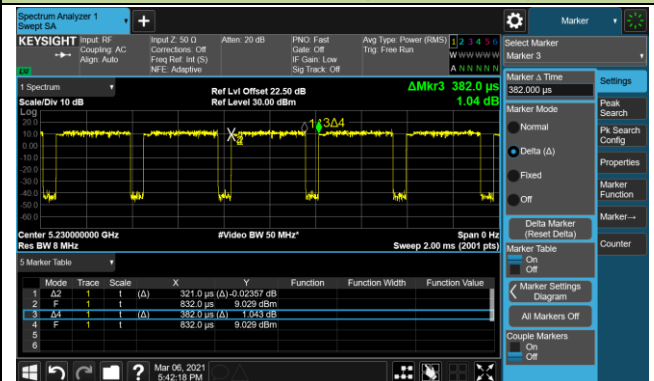 Spectrum Analyzer 1
Swept SA
+
Marker
KEYSIGHT
Input: RF
Coupling: AC
Align: Auto
Input Z: 50 Ω
Corrections: Off
Freq Ref: Int (S)
NFE: Adaptive
Atten: 20 dB
PNO: Fast
Gate: Off
IF Gain: Low
Sig Track: Off
Avg Type: Power (RMS)
Trig: Free Run
1 2 3 4 5 6
W W W W W W
A N N N N N
Select Marker
Marker 3
1 Spectrum
Scale/Div 10 dB
Ref Lvl Offset 22.50 dB
Ref Level 30.00 dBm
ΔMkr3 382.0 µs
1.04 dB
Log
20.0
10.0
0.00
-10.0
-20.0
-30.0
-40.0
-50.0
-60.0
Center 5.230000000 GHz
Res BW 8 MHz
#Video BW 50 MHz*
Span 0 Hz
Sweep 2.00 ms (2001 pts)
5 Marker Table
Mode Trace Scale X Y Function Function Width Function Value
1 Δ2 1 t (Δ) 321.0 µs (Δ) -0.02357 dB
2 F 1 t 832.0 µs 9.029 dBm
3 Δ4 1 t (Δ) 382.0 µs (Δ) 1.043 dB
4 F 1 t 832.0 µs 9.029 dBm
5
6
Marker Δ Time
382.000 µs
Marker Mode
Normal
Delta (Δ)
Fixed
Off
Delta Marker
(Reset Delta)
Marker Table
On
Off
Marker Settings
Diagram
All Markers Off
Couple Markers
On
Off
Settings
Peak
Search
Pk Search
Config
Properties
Marker
Function
Marker→
Counter
?
Mar 06, 2021
5:42:18 PM